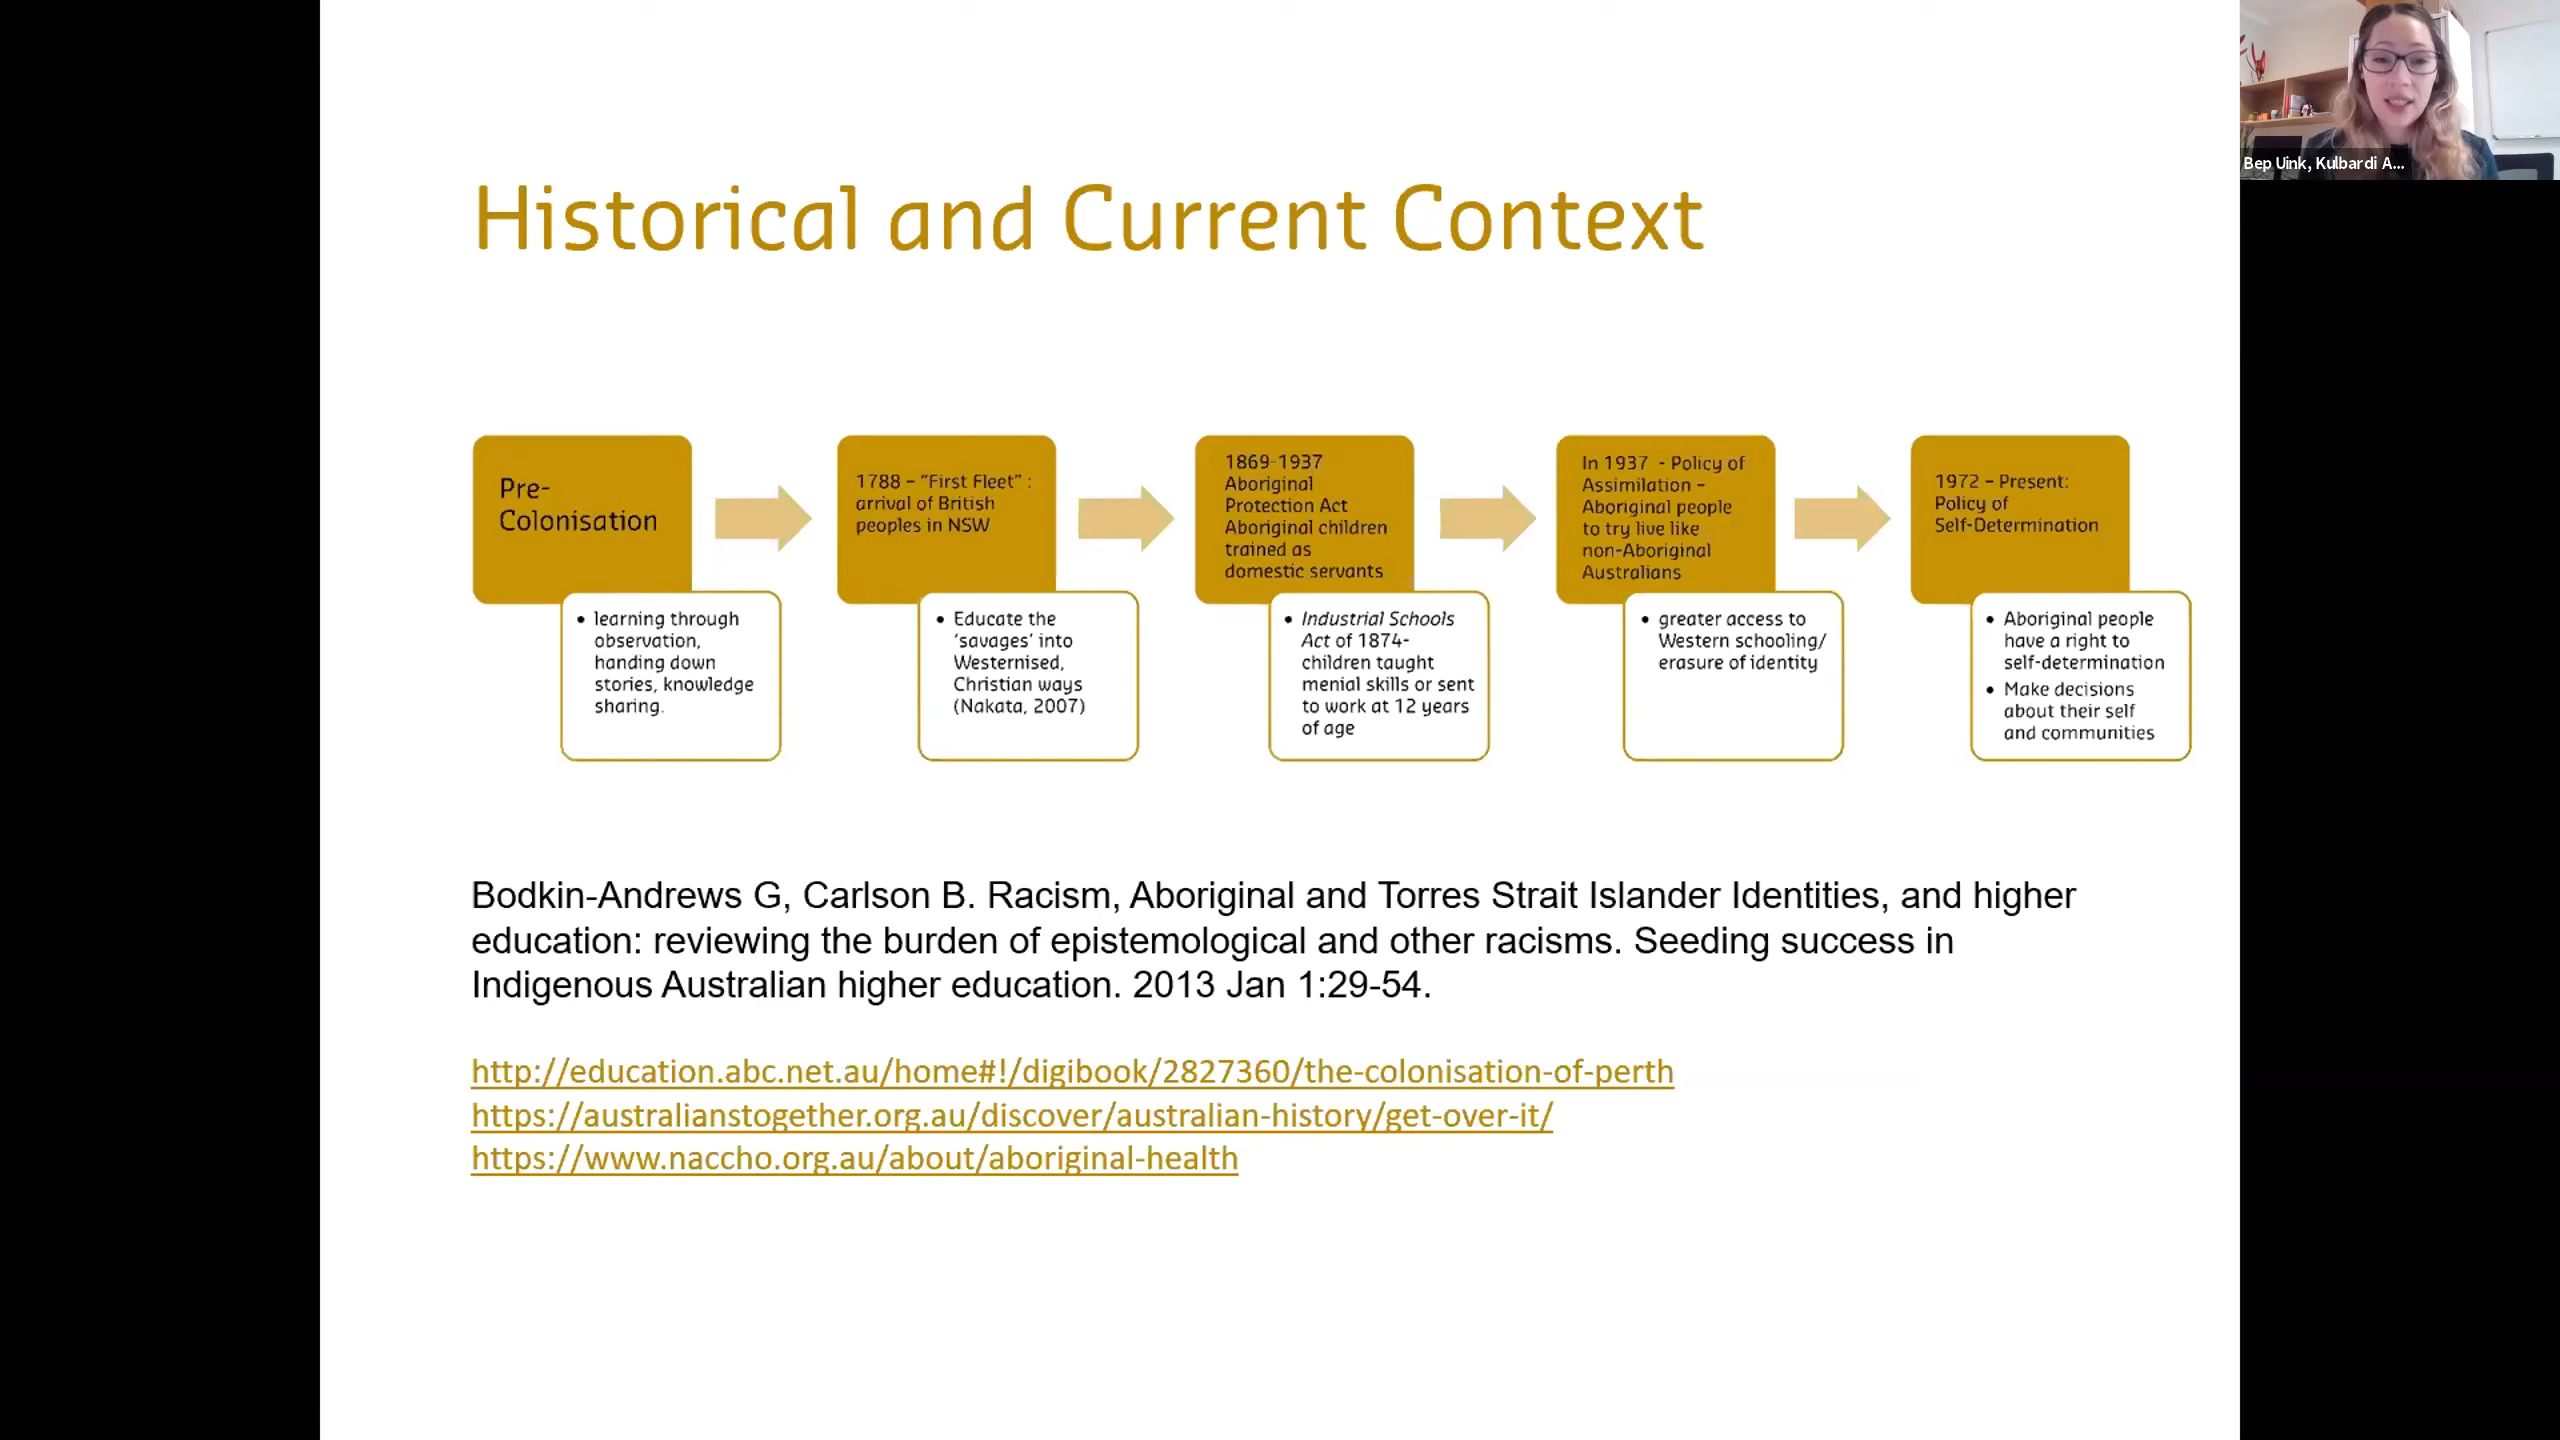 Bep Uink, Kulbardi A...
Historical and Current Context
Pre-
Colonisation
• learning through
observation,
handing down
stories, knowledge
sharing.
1788 – "First Fleet" :
arrival of British
peoples in NSW
• Educate the
‘savages’ into
Westernised,
Christian ways
(Nakata, 2007)
1869-1937
Aboriginal
Protection Act
Aboriginal children
trained as
domestic servants
• Industrial Schools
Act of 1874-
children taught
menial skills or sent
to work at 12 years
of age
In 1937 - Policy of
Assimilation –
Aboriginal people
to try live like
non-Aboriginal
Australians
• greater access to
Western schooling/
erasure of identity
1972 – Present:
Policy of
Self-Determination
• Aboriginal people
have a right to
self-determination
• Make decisions
about their self
and communities
Bodkin-Andrews G, Carlson B. Racism, Aboriginal and Torres Strait Islander Identities, and higher
education: reviewing the burden of epistemological and other racisms. Seeding success in
Indigenous Australian higher education. 2013 Jan 1:29-54.
http://education.abc.net.au/home#!/digibook/2827360/the-colonisation-of-perth
https://australianstogether.org.au/discover/australian-history/get-over-it/
https://www.naccho.org.au/about/aboriginal-health